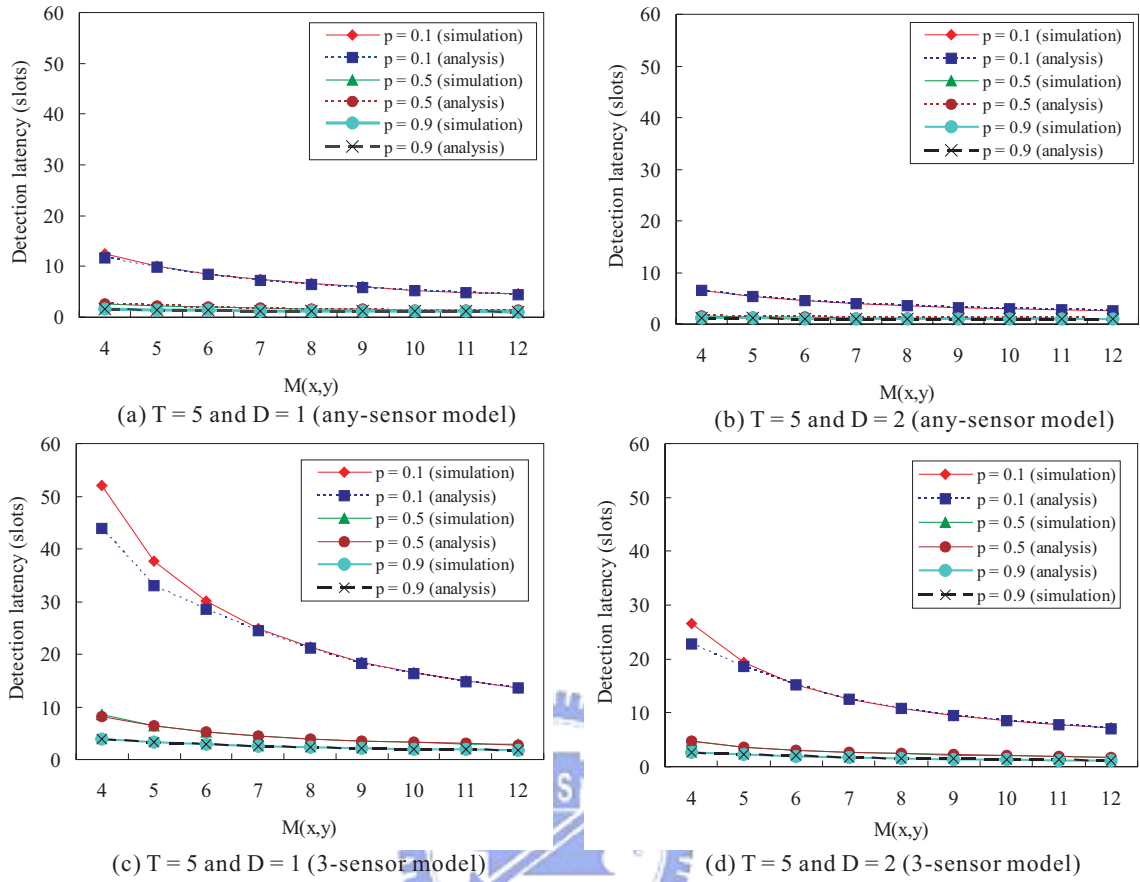 60
50
40
30
20
10
0
Detection latency (slots)
p = 0.1 (simulation)
p = 0.1 (analysis)
p = 0.5 (simulation)
p = 0.5 (analysis)
p = 0.9 (simulation)
p = 0.9 (analysis)
4 5 6 7 8 9 10 11 12
M(x,y)
(a) T = 5 and D = 1 (any-sensor model)
60
50
40
30
20
10
0
Detection latency (slots)
p = 0.1 (simulation)
p = 0.1 (analysis)
p = 0.5 (simulation)
p = 0.5 (analysis)
p = 0.9 (simulation)
p = 0.9 (analysis)
4 5 6 7 8 9 10 11 12
M(x,y)
(b) T = 5 and D = 2 (any-sensor model)
60
50
40
30
20
10
0
Detection latency (slots)
p = 0.1 (simulation)
p = 0.1 (analysis)
p = 0.5 (simulation)
p = 0.5 (analysis)
p = 0.9 (simulation)
p = 0.9 (analysis)
4 5 6 7 8 9 10 11 12
M(x,y)
(c) T = 5 and D = 1 (3-sensor model)
60
50
40
30
20
10
0
Detection latency (slots)
p = 0.1 (simulation)
p = 0.1 (analysis)
p = 0.5 (simulation)
p = 0.5 (analysis)
p = 0.9 (analysis)
p = 0.9 (simulation)
4 5 6 7 8 9 10 11 12
M(x,y)
(d) T = 5 and D = 2 (3-sensor model)